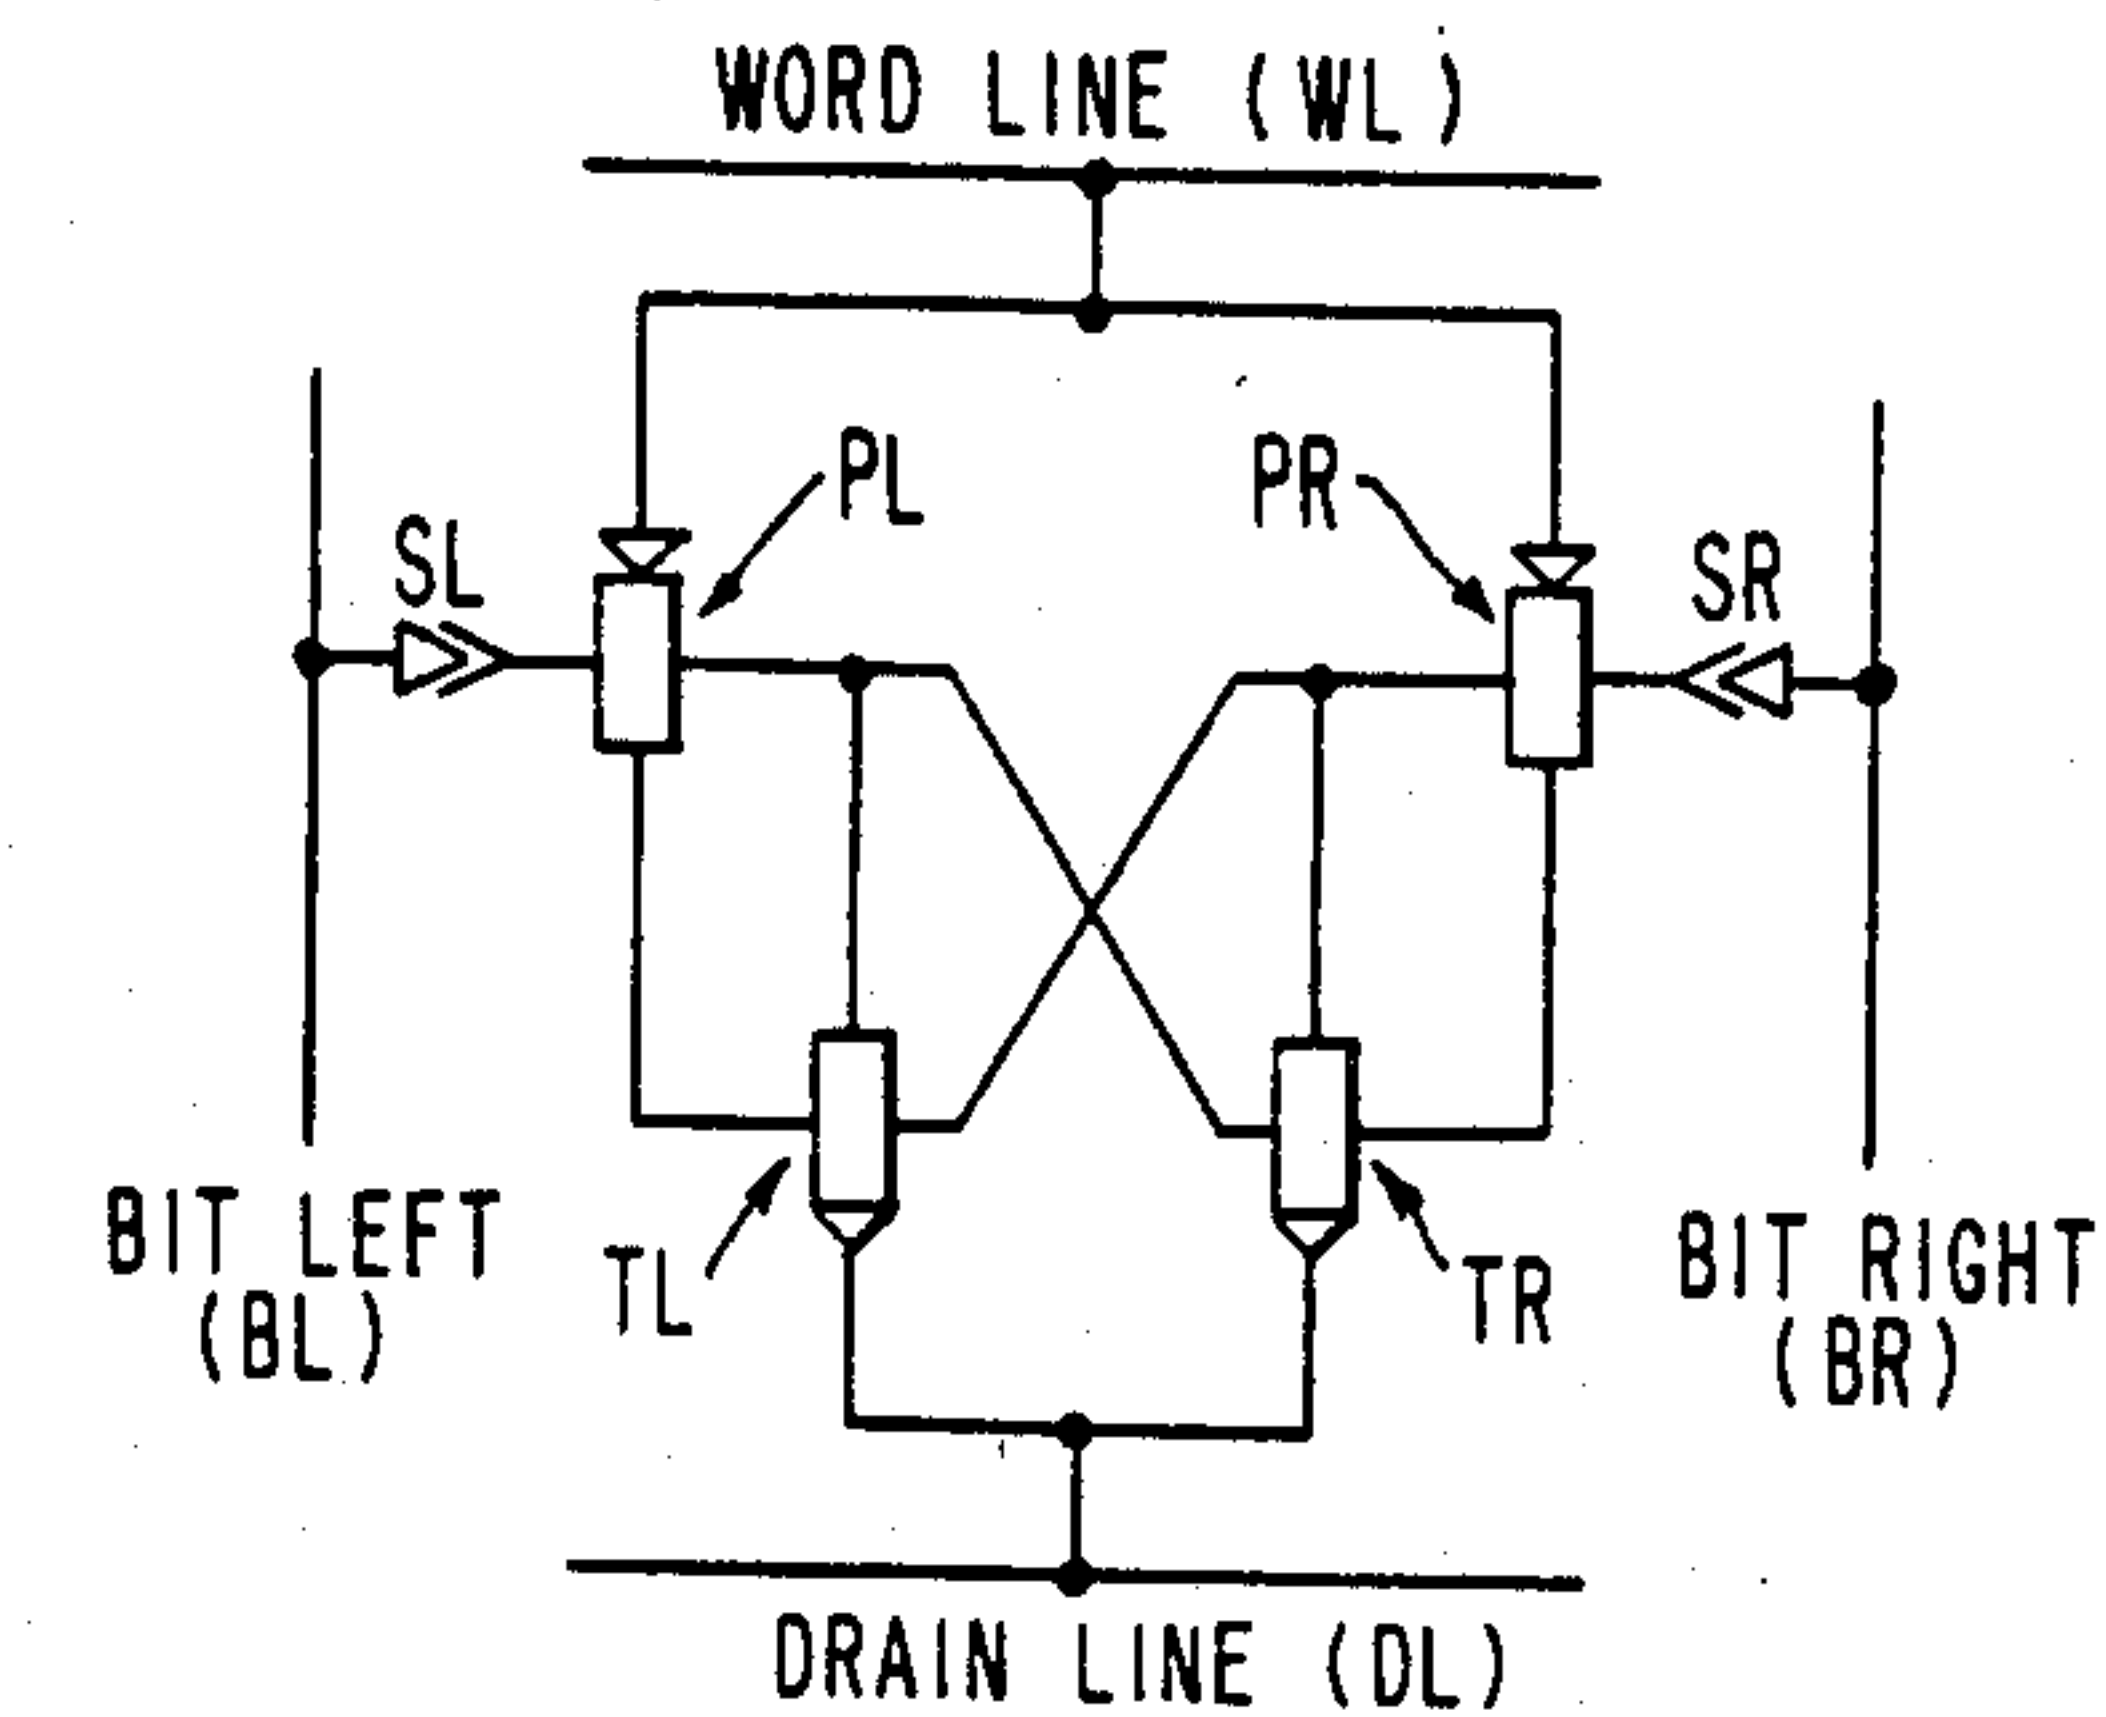 WORD LINE (WL)
PL
PR
SL
SR
TL
TR
BIT LEFT
(BL)
BIT RIGHT
(BR)
DRAIN LINE (DL)